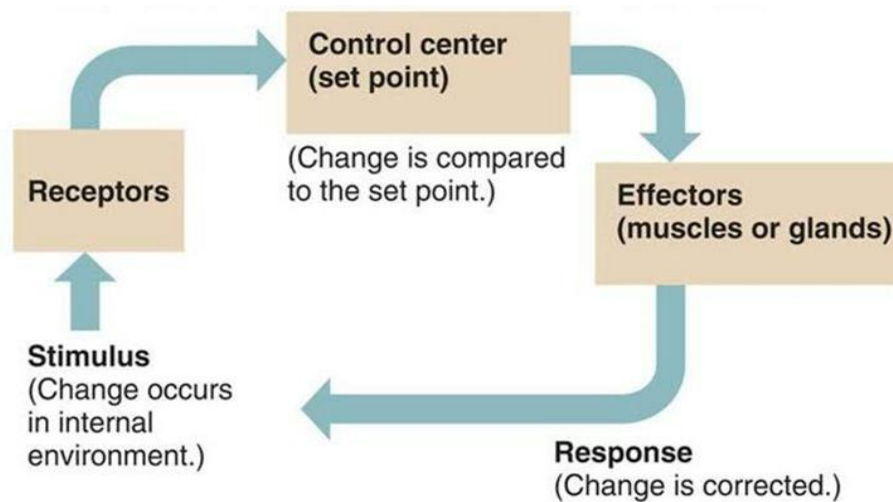 Control center
(set point)
(Change is compared
to the set point.)
Receptors
Effectors
(muscles or glands)
Stimulus
(Change occurs
in internal
environment.)
Response
(Change is corrected.)